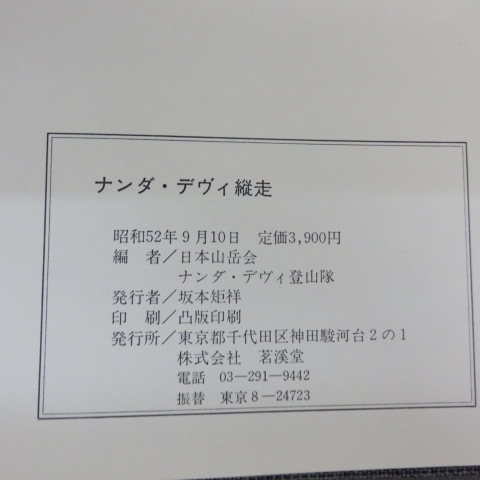 ナンダ・デヴィ縦走
昭和52年9月10日　定価3,900円
編　者／日本山岳会
ナンダ・デヴィ登山隊
発行者／坂本矩祥
印　刷／凸版印刷
発行所／東京都千代田区神田駿河台2の1
株式会社　茗溪堂
電話　03―291―9442
振替　東京8―24723